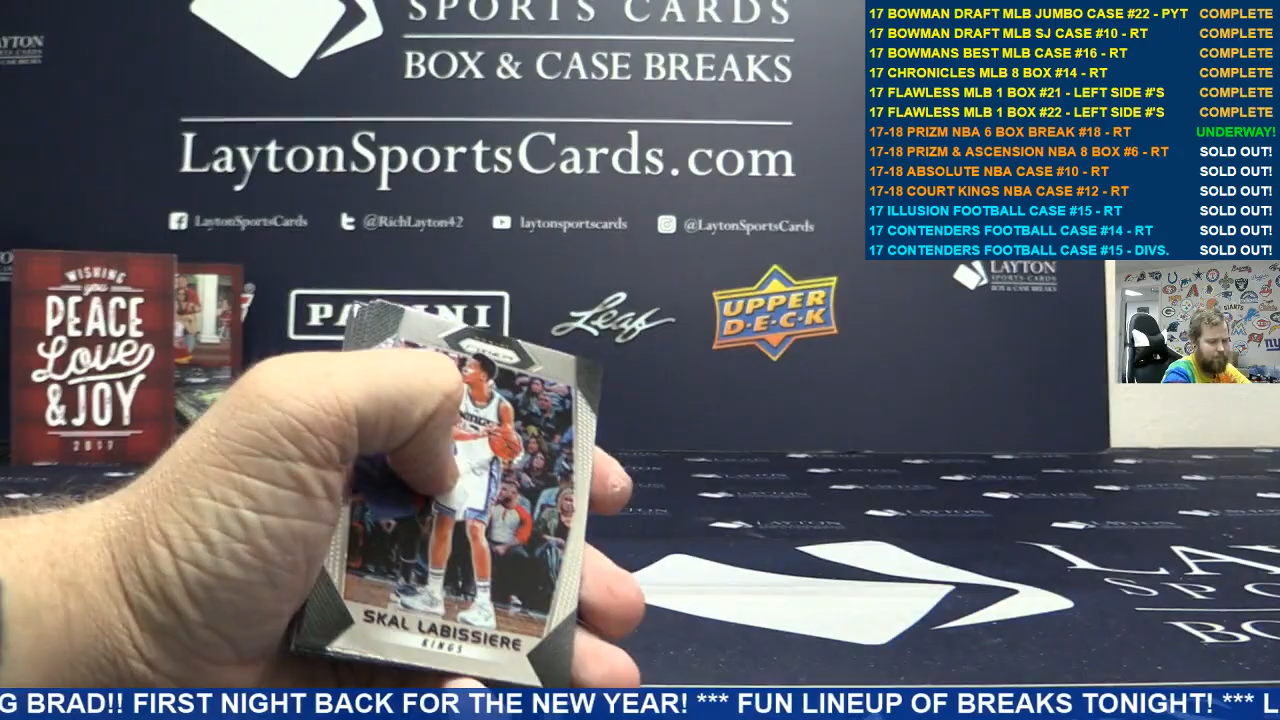 SPORTS CARDS
BOX & CASE BREAKS
LaytonSportsCards.com
LaytonSportsCards
@RichLayton42
laytonsportscards
@LaytonSportsCards
17 BOWMAN DRAFT MLB JUMBO CASE #22 - PYT COMPLETE
17 BOWMAN DRAFT MLB SJ CASE #10 - RT COMPLETE
17 BOWMANS BEST MLB CASE #16 - RT COMPLETE
17 CHRONICLES MLB 8 BOX #14 - RT COMPLETE
17 FLAWLESS MLB 1 BOX #21 - LEFT SIDE #'S COMPLETE
17 FLAWLESS MLB 1 BOX #22 - LEFT SIDE #'S COMPLETE
17-18 PRIZM NBA 6 BOX BREAK #18 - RT UNDERWAY!
17-18 PRIZM & ASCENSION NBA 8 BOX #6 - RT SOLD OUT!
17-18 ABSOLUTE NBA CASE #10 - RT SOLD OUT!
17-18 COURT KINGS NBA CASE #12 - RT SOLD OUT!
17 ILLUSION FOOTBALL CASE #15 - RT SOLD OUT!
17 CONTENDERS FOOTBALL CASE #14 - RT SOLD OUT!
17 CONTENDERS FOOTBALL CASE #15 - DIVS. SOLD OUT!
WISHING
you
PEACE
Love
& JOY
2017
PANINI
Leaf
UPPER
D·E·C·K
LAYTON
SPORTS CARDS
SKAL LABISSIERE
KINGS
G BRAD!! FIRST NIGHT BACK FOR THE NEW YEAR! *** FUN LINEUP OF BREAKS TONIGHT! *** L